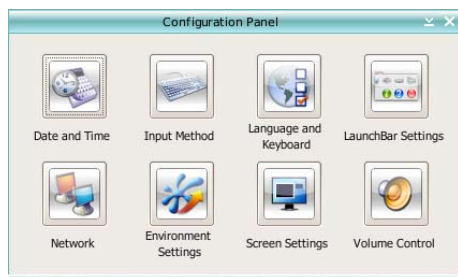 Configuration Panel
Date and Time
Input Method
Language and
Keyboard
LaunchBar Settings
Network
Environment
Settings
Screen Settings
Volume Control